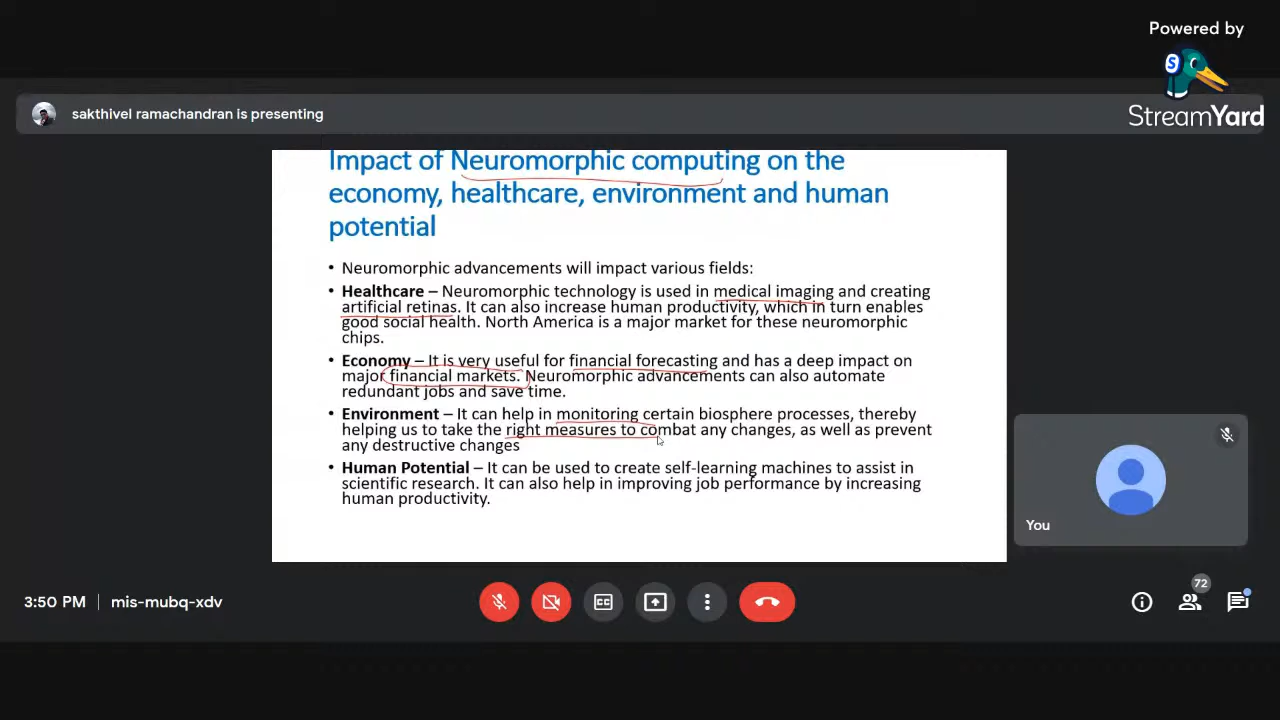 Powered by
StreamYard
sakthivel ramachandran is presenting
Impact of Neuromorphic computing on the
economy, healthcare, environment and human
potential
• Neuromorphic advancements will impact various fields:
• Healthcare – Neuromorphic technology is used in medical imaging and creating
artificial retinas. It can also increase human productivity, which in turn enables
good social health. North America is a major market for these neuromorphic
chips.
• Economy – It is very useful for financial forecasting and has a deep impact on
major financial markets. Neuromorphic advancements can also automate
redundant jobs and save time.
• Environment – It can help in monitoring certain biosphere processes, thereby
helping us to take the right measures to combat any changes, as well as prevent
any destructive changes
• Human Potential – It can be used to create self-learning machines to assist in
scientific research. It can also help in improving job performance by increasing
human productivity.
You
3:50 PM | mis-mubq-xdv
CC
72